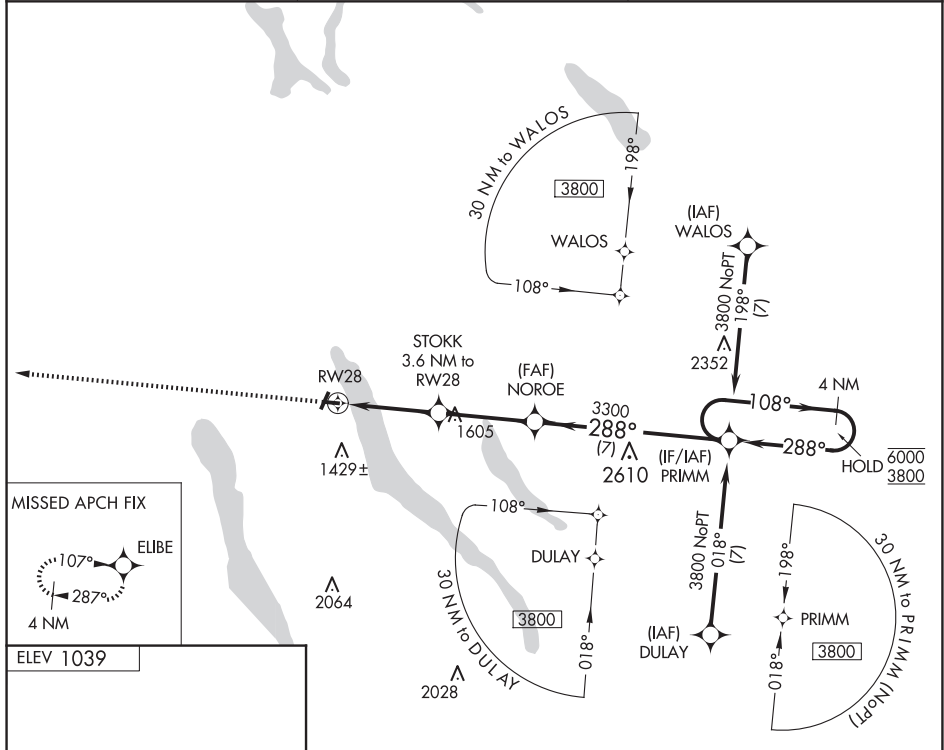 30 NM to WALOS
198°
3800
WALOS
108°
(IAF)
WALOS
3800 NoPT
198°
(7)
2352
STOKK
3.6 NM to
RW28
(FAF)
NOROE
RW28
1605
3300
288°
(7)
2610
(IF/IAF)
PRIMM
108°
4 NM
288°
HOLD
6000
3800
1429±
MISSED APCH FIX
ELIBE
107°
287°
4 NM
2064
ELEV 1039
108°
DULAY
30 NM to DULAY
3800
018°
2028
3800 NoPT
018°
(7)
(IAF)
DULAY
198°
PRIMM
3800
018°
30 NM to PRIMM (NoPT)